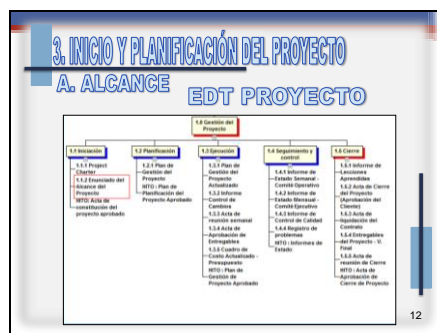 3. INICIO Y PLANIFICACIÓN DEL PROYECTO
A. ALCANCE
EDT PROYECTO
1.0 Gestión del
Proyecto
1.1 Iniciación
1.1.1 Project
Charter
1.1.2 Enunciado del
Alcance del
Proyecto
HITO: Acta de
constitución del
proyecto aprobado
1.2 Planificación
1.2.1 Plan de
Gestión del
Proyecto
HITO : Plan de
Planificación del
Proyecto Aprobado
1.3 Ejecución
1.3.1 Plan de
Gestión del
Proyecto
Actualizado
1.3.2 Informe
Control de
Cambios
1.3.3 Acta de
reunión semanal
1.3.4 Acta de
Aprobación de
Entregables
1.3.5 Cuadro de
Costo Actualizado -
Presupuesto
HITO : Plan de
Gestión de
Proyecto Aprobado
1.4 Seguimiento y
control
1.4.1 Informe de
Estado Semanal -
Comité Operativo
1.4.2 Informe de
Estado Mensual -
Comité Ejecutivo
1.4.3 Informe de
Control de Calidad
1.4.4 Registro de
problemas
HITO : Informes de
Estado
1.5 Cierre
1.5.1 Informe de
Lecciones
Aprendidas
1.5.2 Acta de Cierre
del Proyecto
(Aprobación del
Cliente)
1.5.3 Acta de
liquidación del
Contrato
1.5.4 Entregables
del Proyecto - V.
Final
1.5.5 Acta de
reunión de Cierre
HITO : Acta de
Aprobación de
Cierre de Proyecto
12